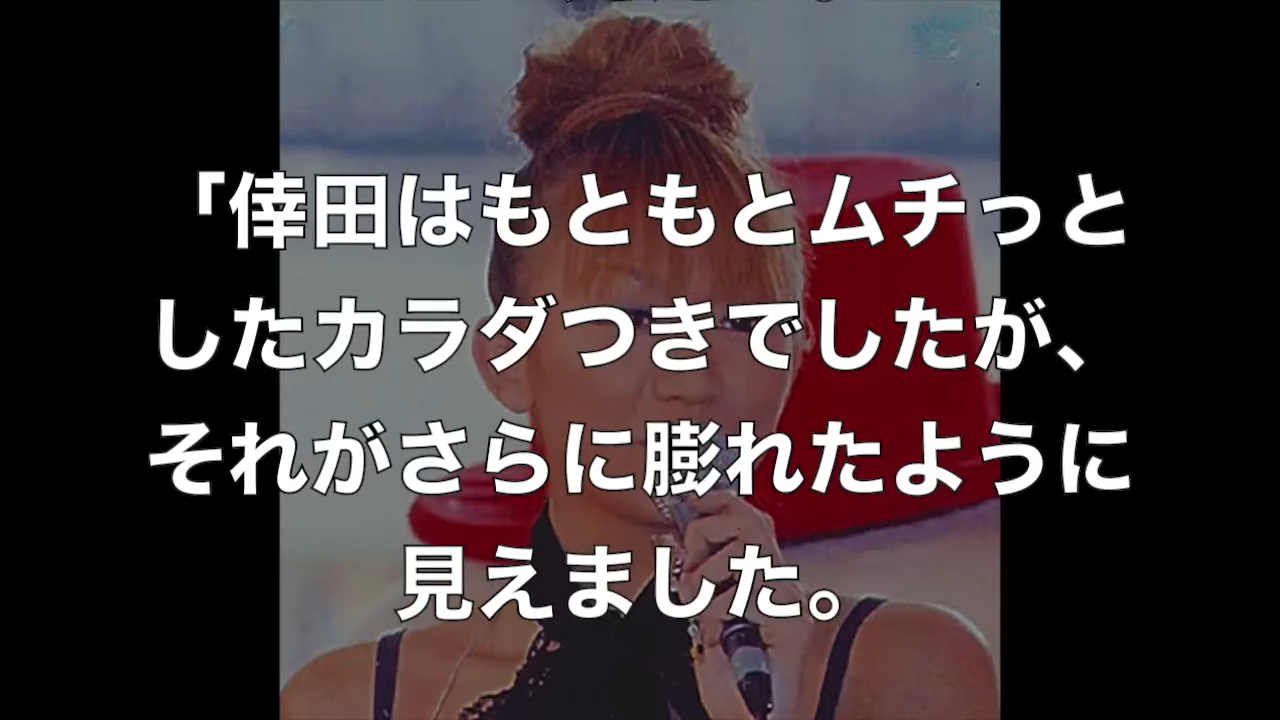 「倖田はもともとムチっと
したカラダつきでしたが、
それがさらに膨れたように
見えました。